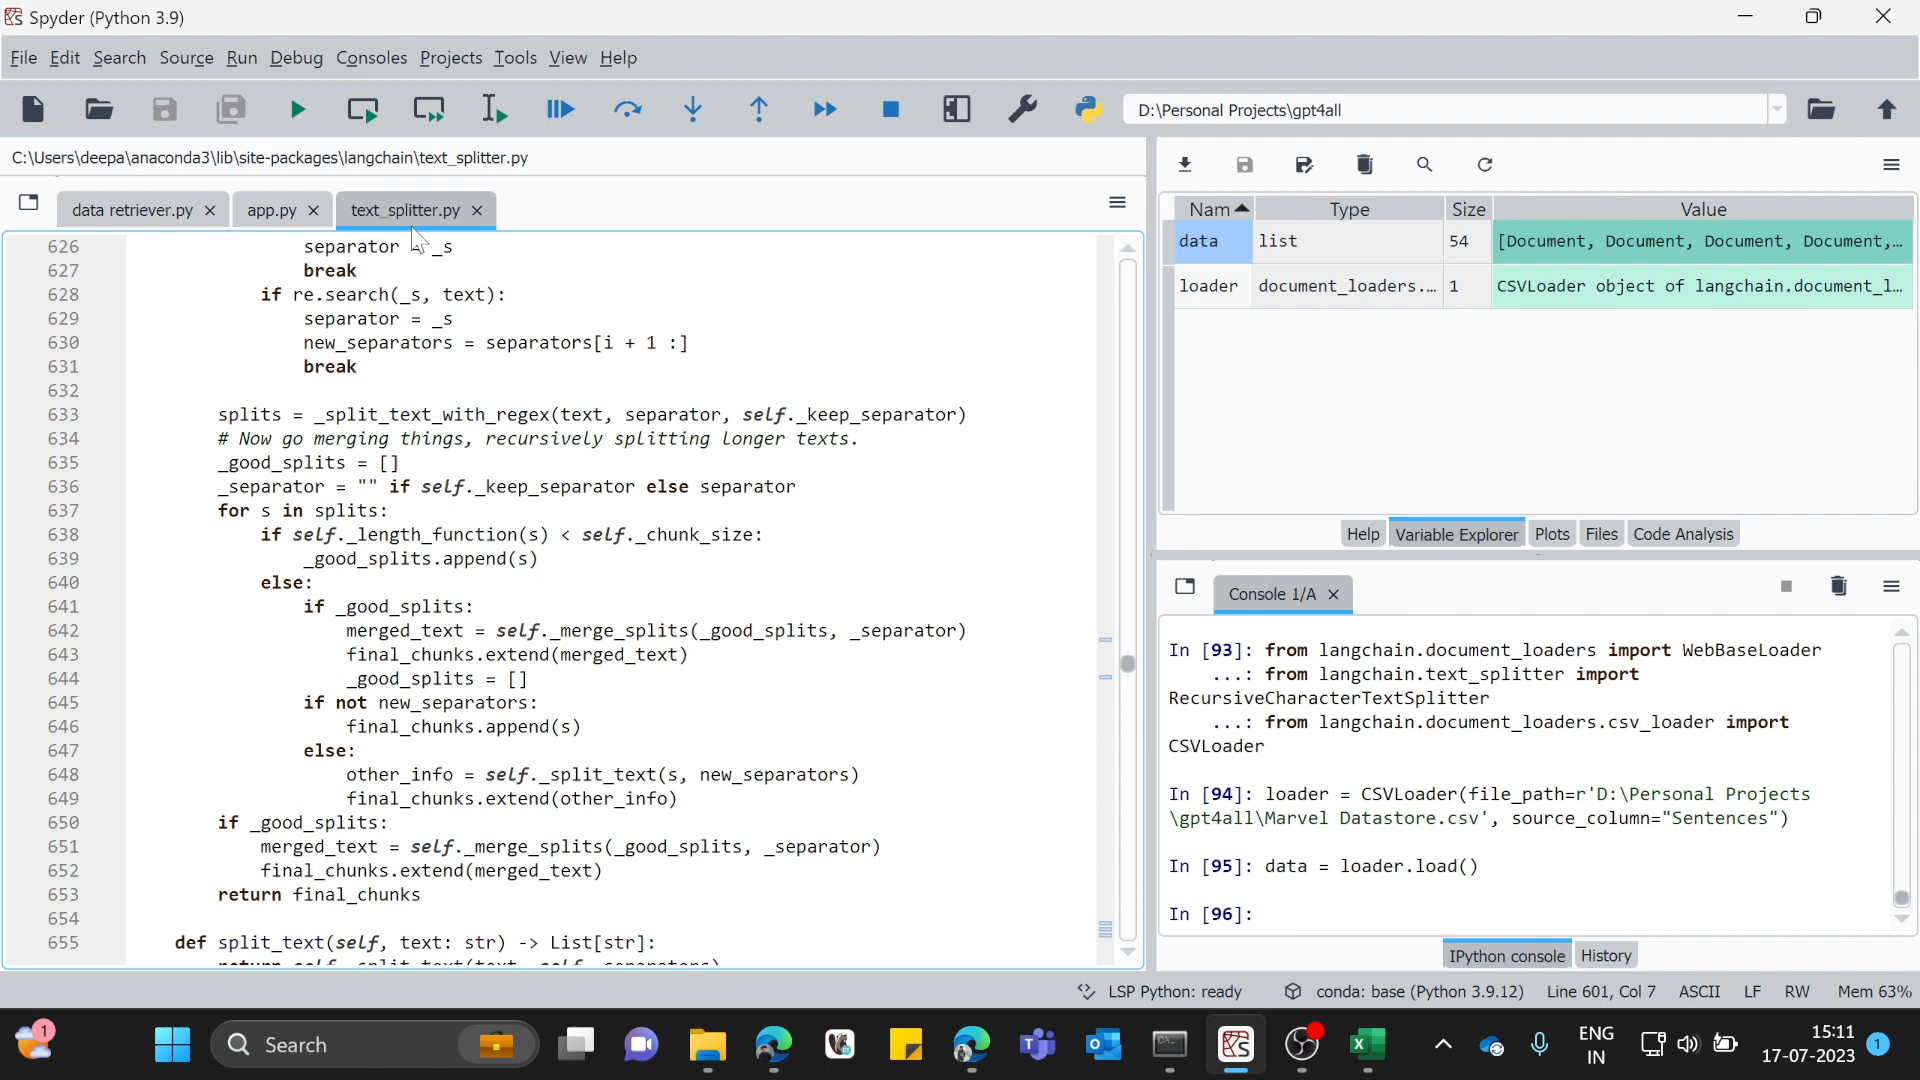 Spyder (Python 3.9)
File Edit Search Source Run Debug Consoles Projects Tools View Help
D:\Personal Projects\gpt4all
C:\Users\deepa\anaconda3\lib\site-packages\langchain\text_splitter.py
data retriever.py
app.py
text_splitter.py
626 separator = _s
627 break
628 if re.search(_s, text):
629 separator = _s
630 new_separators = separators[i + 1 :]
631 break
632
633 splits = _split_text_with_regex(text, separator, self._keep_separator)
634 # Now go merging things, recursively splitting longer texts.
635 _good_splits = []
636 _separator = "" if self._keep_separator else separator
637 for s in splits:
638 if self._length_function(s) < self._chunk_size:
639 _good_splits.append(s)
640 else:
641 if _good_splits:
642 merged_text = self._merge_splits(_good_splits, _separator)
643 final_chunks.extend(merged_text)
644 _good_splits = []
645 if not new_separators:
646 final_chunks.append(s)
647 else:
648 other_info = self._split_text(s, new_separators)
649 final_chunks.extend(other_info)
650 if _good_splits:
651 merged_text = self._merge_splits(_good_splits, _separator)
652 final_chunks.extend(merged_text)
653 return final_chunks
654
655 def split_text(self, text: str) -> List[str]:
Nam Type Size Value
data list 54 [Document, Document, Document, Document,...
loader document_loaders.... 1 CSVLoader object of langchain.document_l...
Help Variable Explorer Plots Files Code Analysis
Console 1/A
In [93]: from langchain.document_loaders import WebBaseLoader
...: from langchain.text_splitter import
RecursiveCharacterTextSplitter
...: from langchain.document_loaders.csv_loader import
CSVLoader
In [94]: loader = CSVLoader(file_path=r'D:\Personal Projects
\gpt4all\Marvel Datastore.csv', source_column="Sentences")
In [95]: data = loader.load()
In [96]:
IPython console History
LSP Python: ready conda: base (Python 3.9.12) Line 601, Col 7 ASCII LF RW Mem 63%
1
Search
ENG
IN
15:11
17-07-2023
1